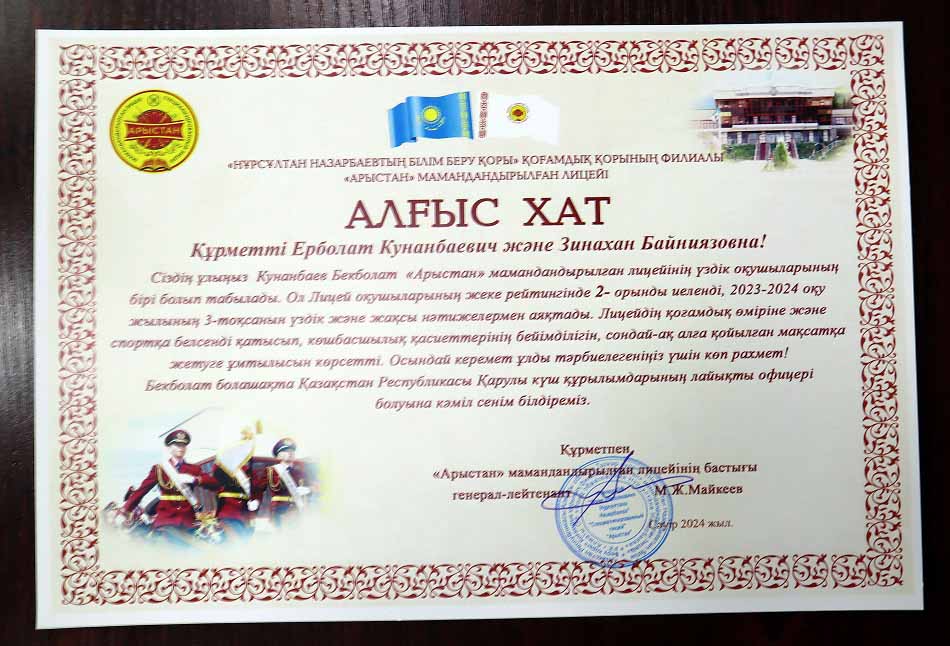 АРЫСТАН
«НҰРСҰЛТАН НАЗАРБАЕВТЫҢ БІЛІМ БЕРУ ҚОРЫ» ҚОҒАМДЫҚ ҚОРЫНЫҢ ФИЛИАЛЫ
«АРЫСТАН» МАМАНДАНДЫРЫЛҒАН ЛИЦЕЙІ
АЛҒЫС ХАТ
Құрметті Ерболат Кунанбаевич және Зинахан Байниязовна!
Сіздің ұлыңыз Кунанбаев Бекболат «Арыстан» мамандандырылған лицейінің үздік оқушыларының
бірі болып табылады. Ол Лицей оқушыларының жеке рейтингінде 2- орынды иеленді, 2023-2024 оқу
жылының 3-тоқсанын үздік және жақсы нәтижелермен аяқтады. Лицейдің қоғамдық өміріне және
спортқа белсенді қатысып, көшбасшылық қасиеттерінің бейімділігін, сондай-ақ алға қойылған мақсатқа
жетуге ұмтылысын көрсетті. Осындай керемет ұлды тәрбиелегеніңіз үшін көп рахмет!
Бекболат болашақта Қазақстан Республикасы Қарулы күш құрылымдарының лайықты офицері
болуына кәміл сенім білдіреміз.
Құрметпен,
«Арыстан» мамандандырылған лицейінің бастығы
генерал-лейтенант М.Ж.Майкеев
"Специализированный
лицей
"Арыстан"
Сәуір 2024 жыл.